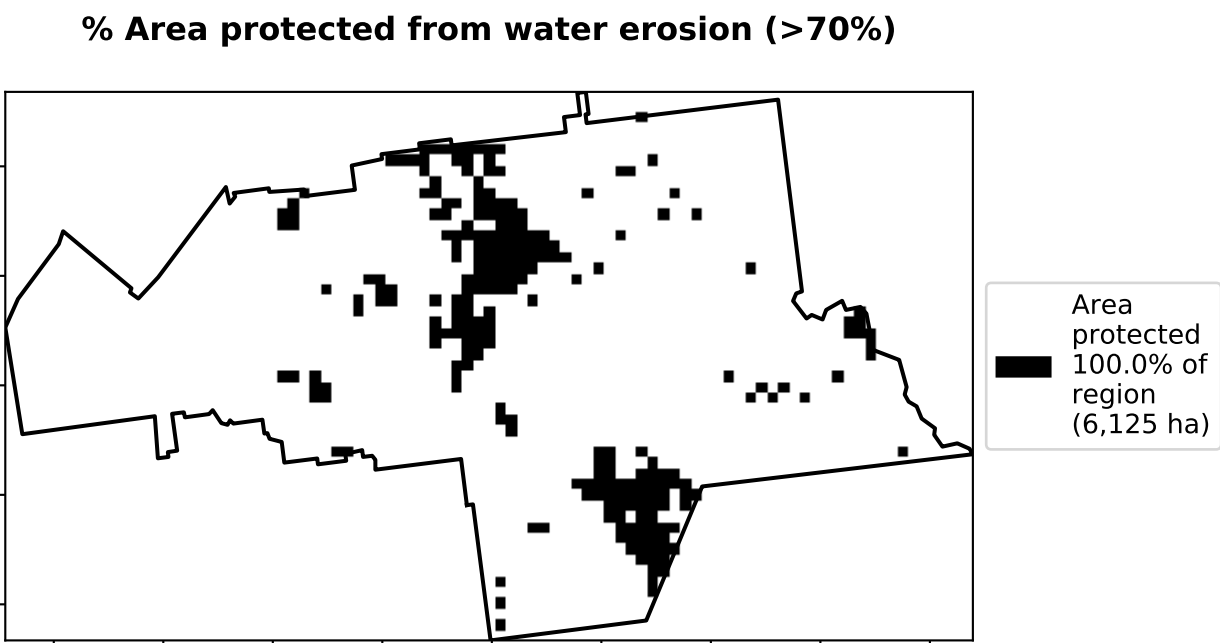 % Area protected from water erosion (>70%)
Area
protected
100.0% of
region
(6,125 ha)